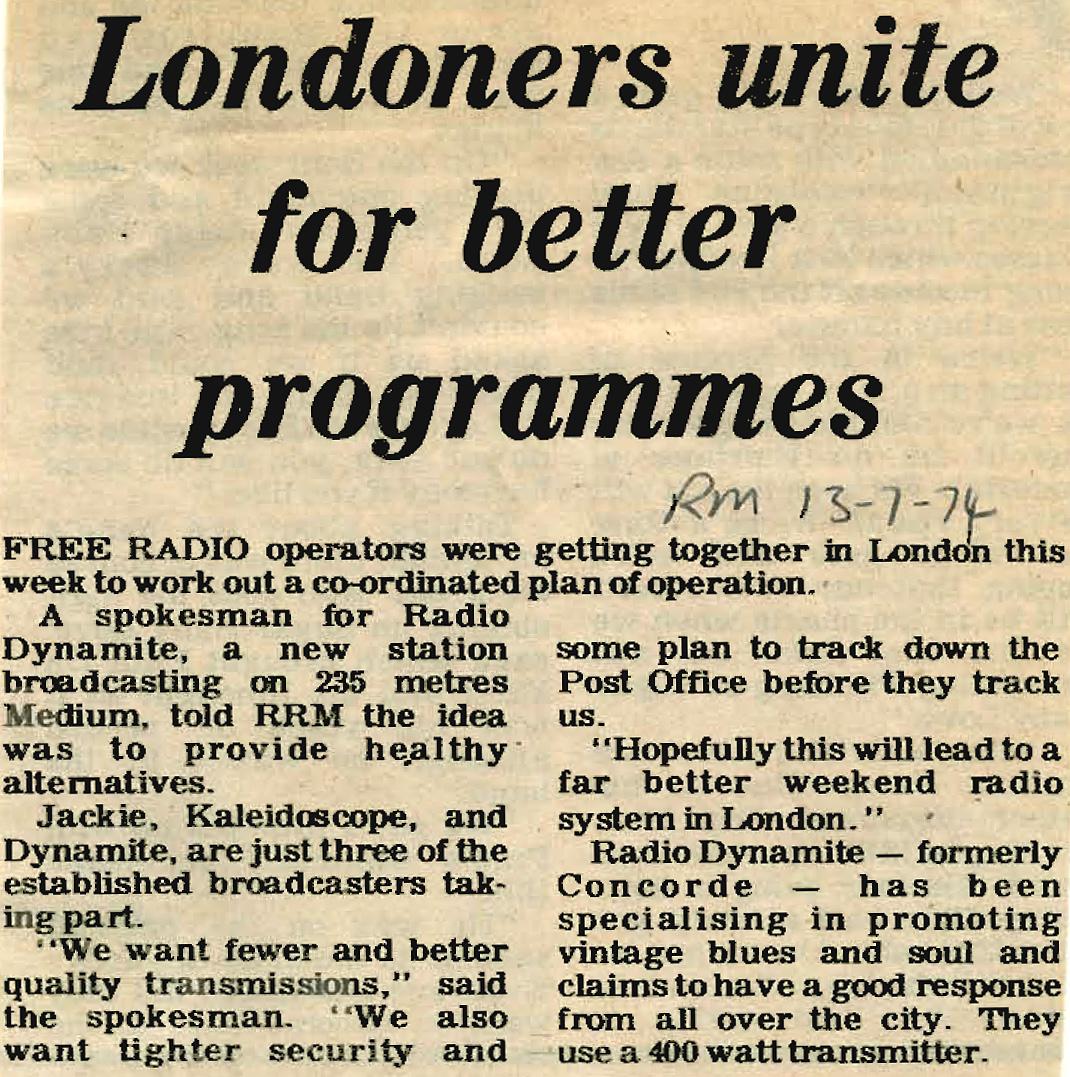 Londoners unite
for better
programmes
RM 13-7-74
FREE RADIO operators were getting together in London this
week to work out a co-ordinated plan of operation.
A spokesman for Radio
Dynamite, a new station
broadcasting on 235 metres
Medium, told RRM the idea
was to provide healthy
alternatives.
Jackie, Kaleidoscope, and
Dynamite, are just three of the
established broadcasters tak-
ing part.
"We want fewer and better
quality transmissions," said
the spokesman. "We also
want tighter security and
some plan to track down the
Post Office before they track
us.
"Hopefully this will lead to a
far better weekend radio
system in London."
Radio Dynamite — formerly
Concorde — has been
specialising in promoting
vintage blues and soul and
claims to have a good response
from all over the city. They
use a 400 watt transmitter.